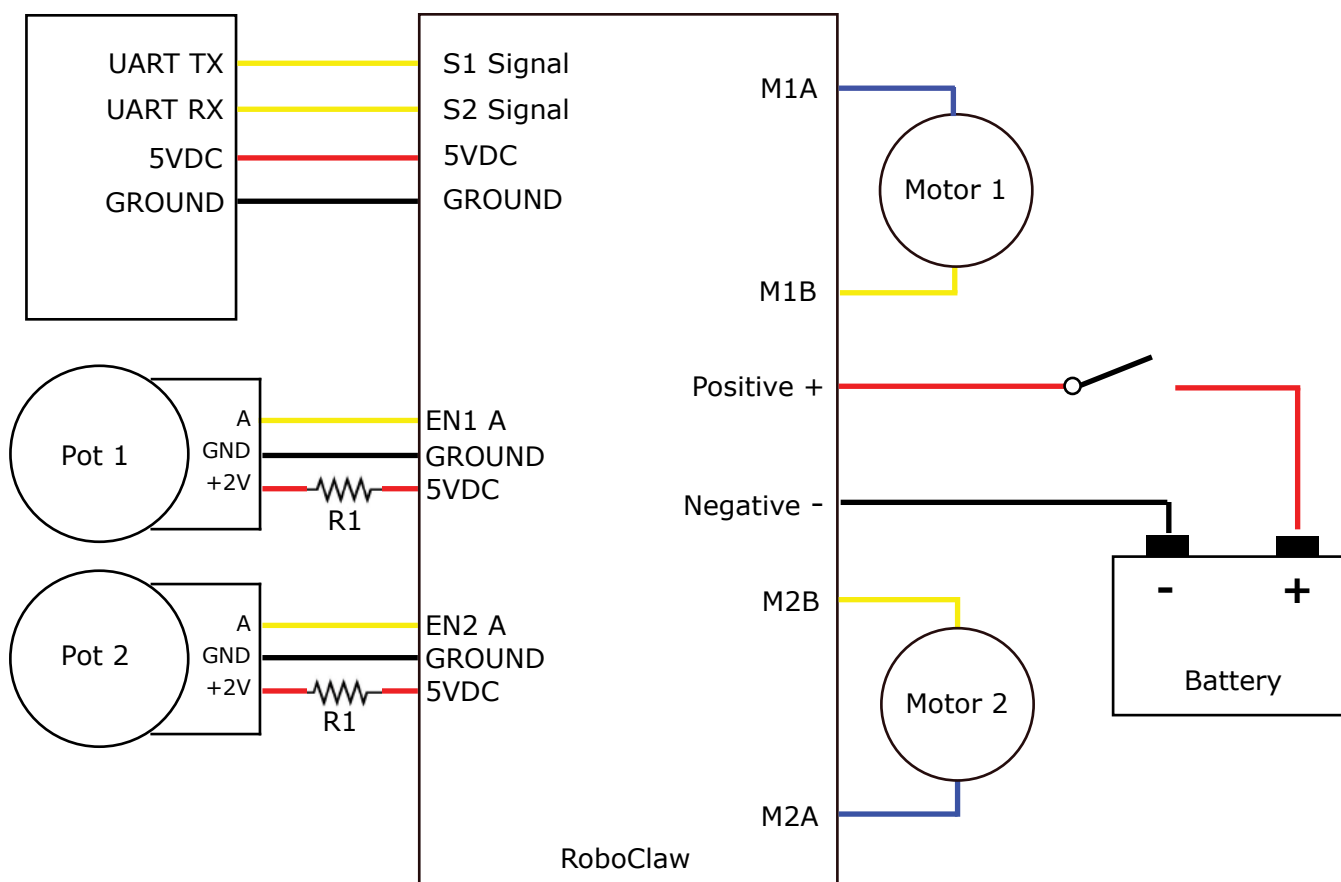 UART TX
UART RX
5VDC
GROUND
S1 Signal
S2 Signal
5VDC
GROUND
M1A
Motor 1
M1B
Positive +
Negative -
- +
Battery
M2B
Motor 2
M2A
Pot 1
A
GND
+2V
R1
EN1 A
GROUND
5VDC
Pot 2
A
GND
+2V
R1
EN2 A
GROUND
5VDC
RoboClaw